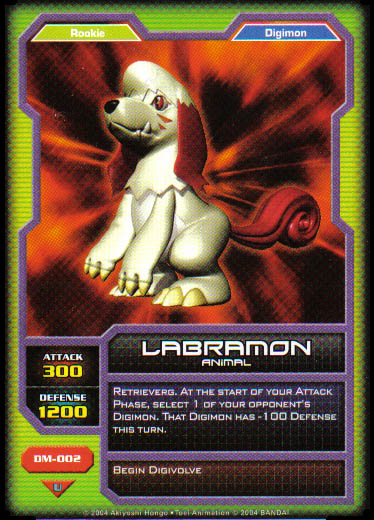 Rookie
Digimon
LABRAMON
ANIMAL
ATTACK
300
DEFENSE
1200
RETRIEVERG. AT THE START OF YOUR ATTACK
PHASE, SELECT 1 OF YOUR OPPONENT'S
DIGIMON. THAT DIGIMON HAS -100 DEFENSE
THIS TURN.
DM-002
U
BEGIN DIGIVOLVE
© 2004 Akiyoshi Hongo • Toei Animation © 2004 BANDAI